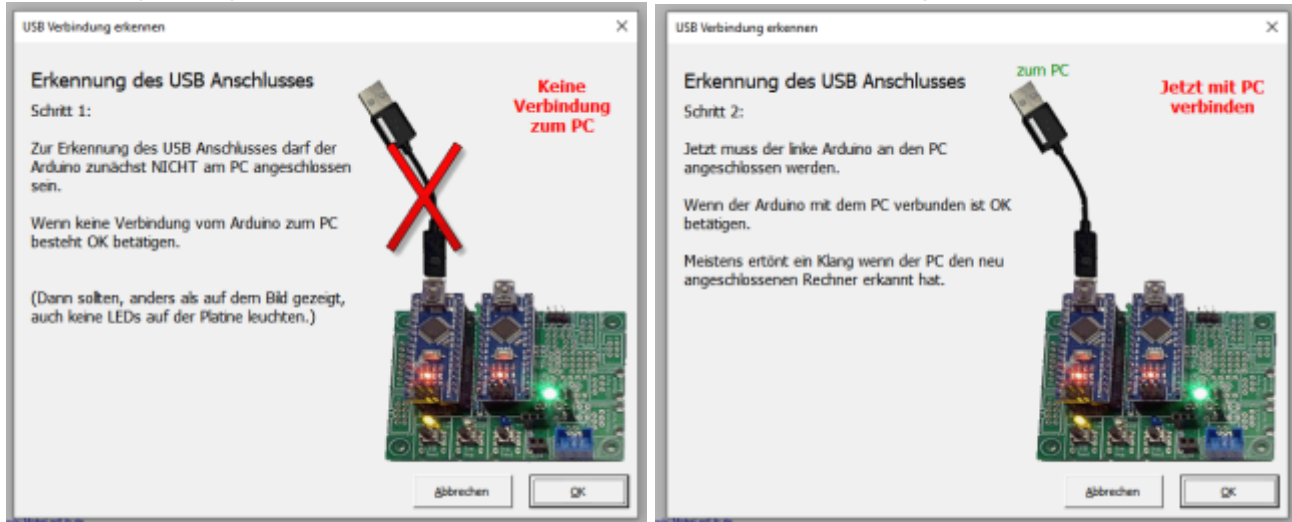 USB Verbindung erkennen
Erkennung des USB Anschlusses
Keine
Verbindung
zum PC
Schritt 1:
Zur Erkennung des USB Anschlusses darf der
Arduino zunächst NICHT am PC angeschlossen
sein.
Wenn keine Verbindung vom Arduino zum PC
besteht OK betätigen.
(Dann sollten, anders als auf dem Bild gezeigt,
auch keine LEDs auf der Platine leuchten.)
Abbrechen
OK
USB Verbindung erkennen
zum PC
Erkennung des USB Anschlusses
Jetzt mit PC
verbinden
Schritt 2:
Jetzt muss der linke Arduino an den PC
angeschlossen werden.
Wenn der Arduino mit dem PC verbunden ist OK
betätigen.
Meistens ertönt ein Klang wenn der PC den neu
angeschlossenen Rechner erkannt hat.
Abbrechen
OK